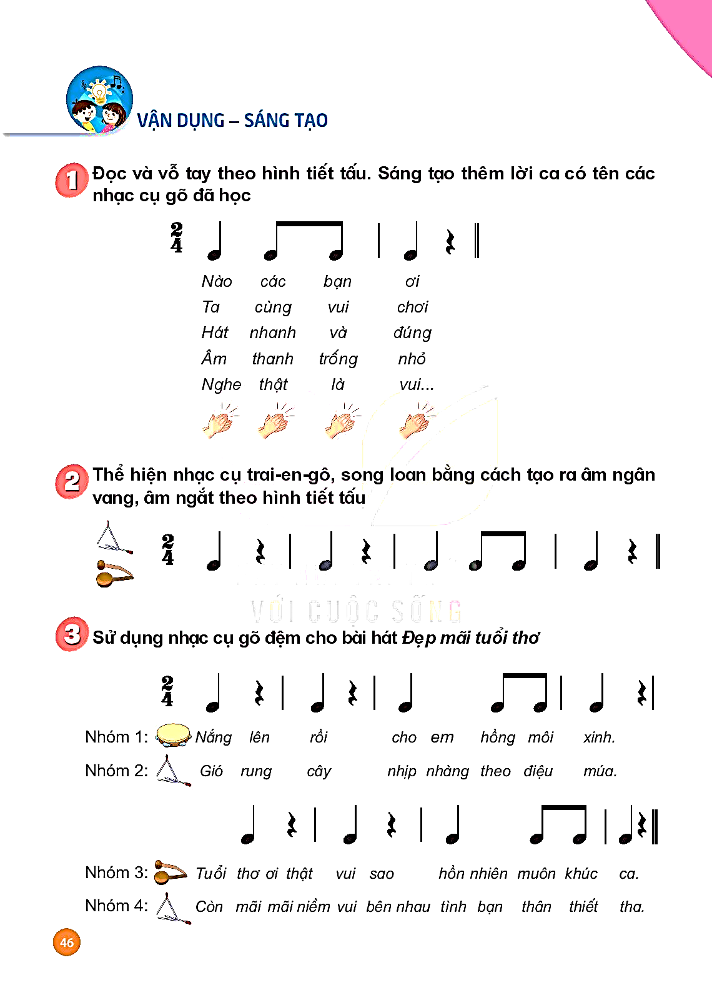 VẬN DỤNG – SÁNG TẠO
1 Đọc và vỗ tay theo hình tiết tấu. Sáng tạo thêm lời ca có tên các
nhạc cụ gõ đã học
2
4
Nào các bạn ơi
Ta cùng vui chơi
Hát nhanh và đúng
Âm thanh trống nhỏ
Nghe thật là vui...
2 Thể hiện nhạc cụ trai-en-gô, song loan bằng cách tạo ra âm ngân
vang, âm ngắt theo hình tiết tấu
2
4
VỚI CUỘC SỐNG
3 Sử dụng nhạc cụ gõ đệm cho bài hát Đẹp mãi tuổi thơ
2
4
Nhóm 1: Nắng lên rồi cho em hồng môi xinh.
Nhóm 2: Gió rung cây nhịp nhàng theo điệu múa.
Nhóm 3: Tuổi thơ ơi thật vui sao hồn nhiên muôn khúc ca.
Nhóm 4: Còn mãi mãi niềm vui bên nhau tình bạn thân thiết tha.
46